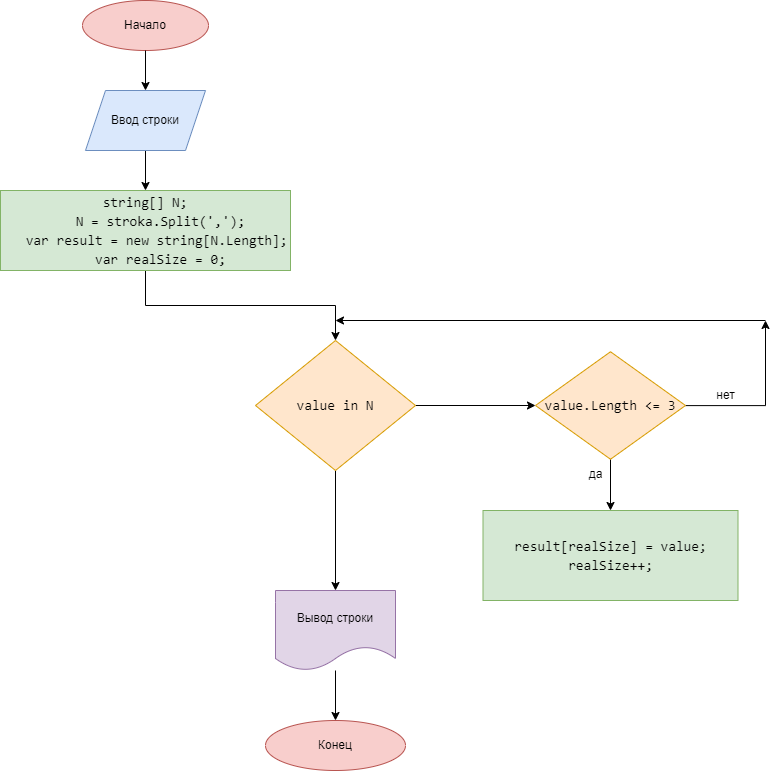 Начало
Ввод строки
string[] N;
N = stroka.Split(',');
var result = new string[N.Length];
var realSize = 0;
value in N
value.Length <= 3
нет
да
result[realSize] = value;
realSize++;
Вывод строки
Конец